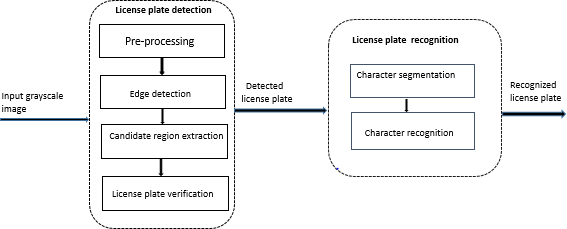 License plate detection
Pre-processing
Edge detection
Candidate region extraction
License plate verification
Input grayscale
image
Detected
license plate
License plate recognition
Character segmentation
Character recognition
Recognized
license plate